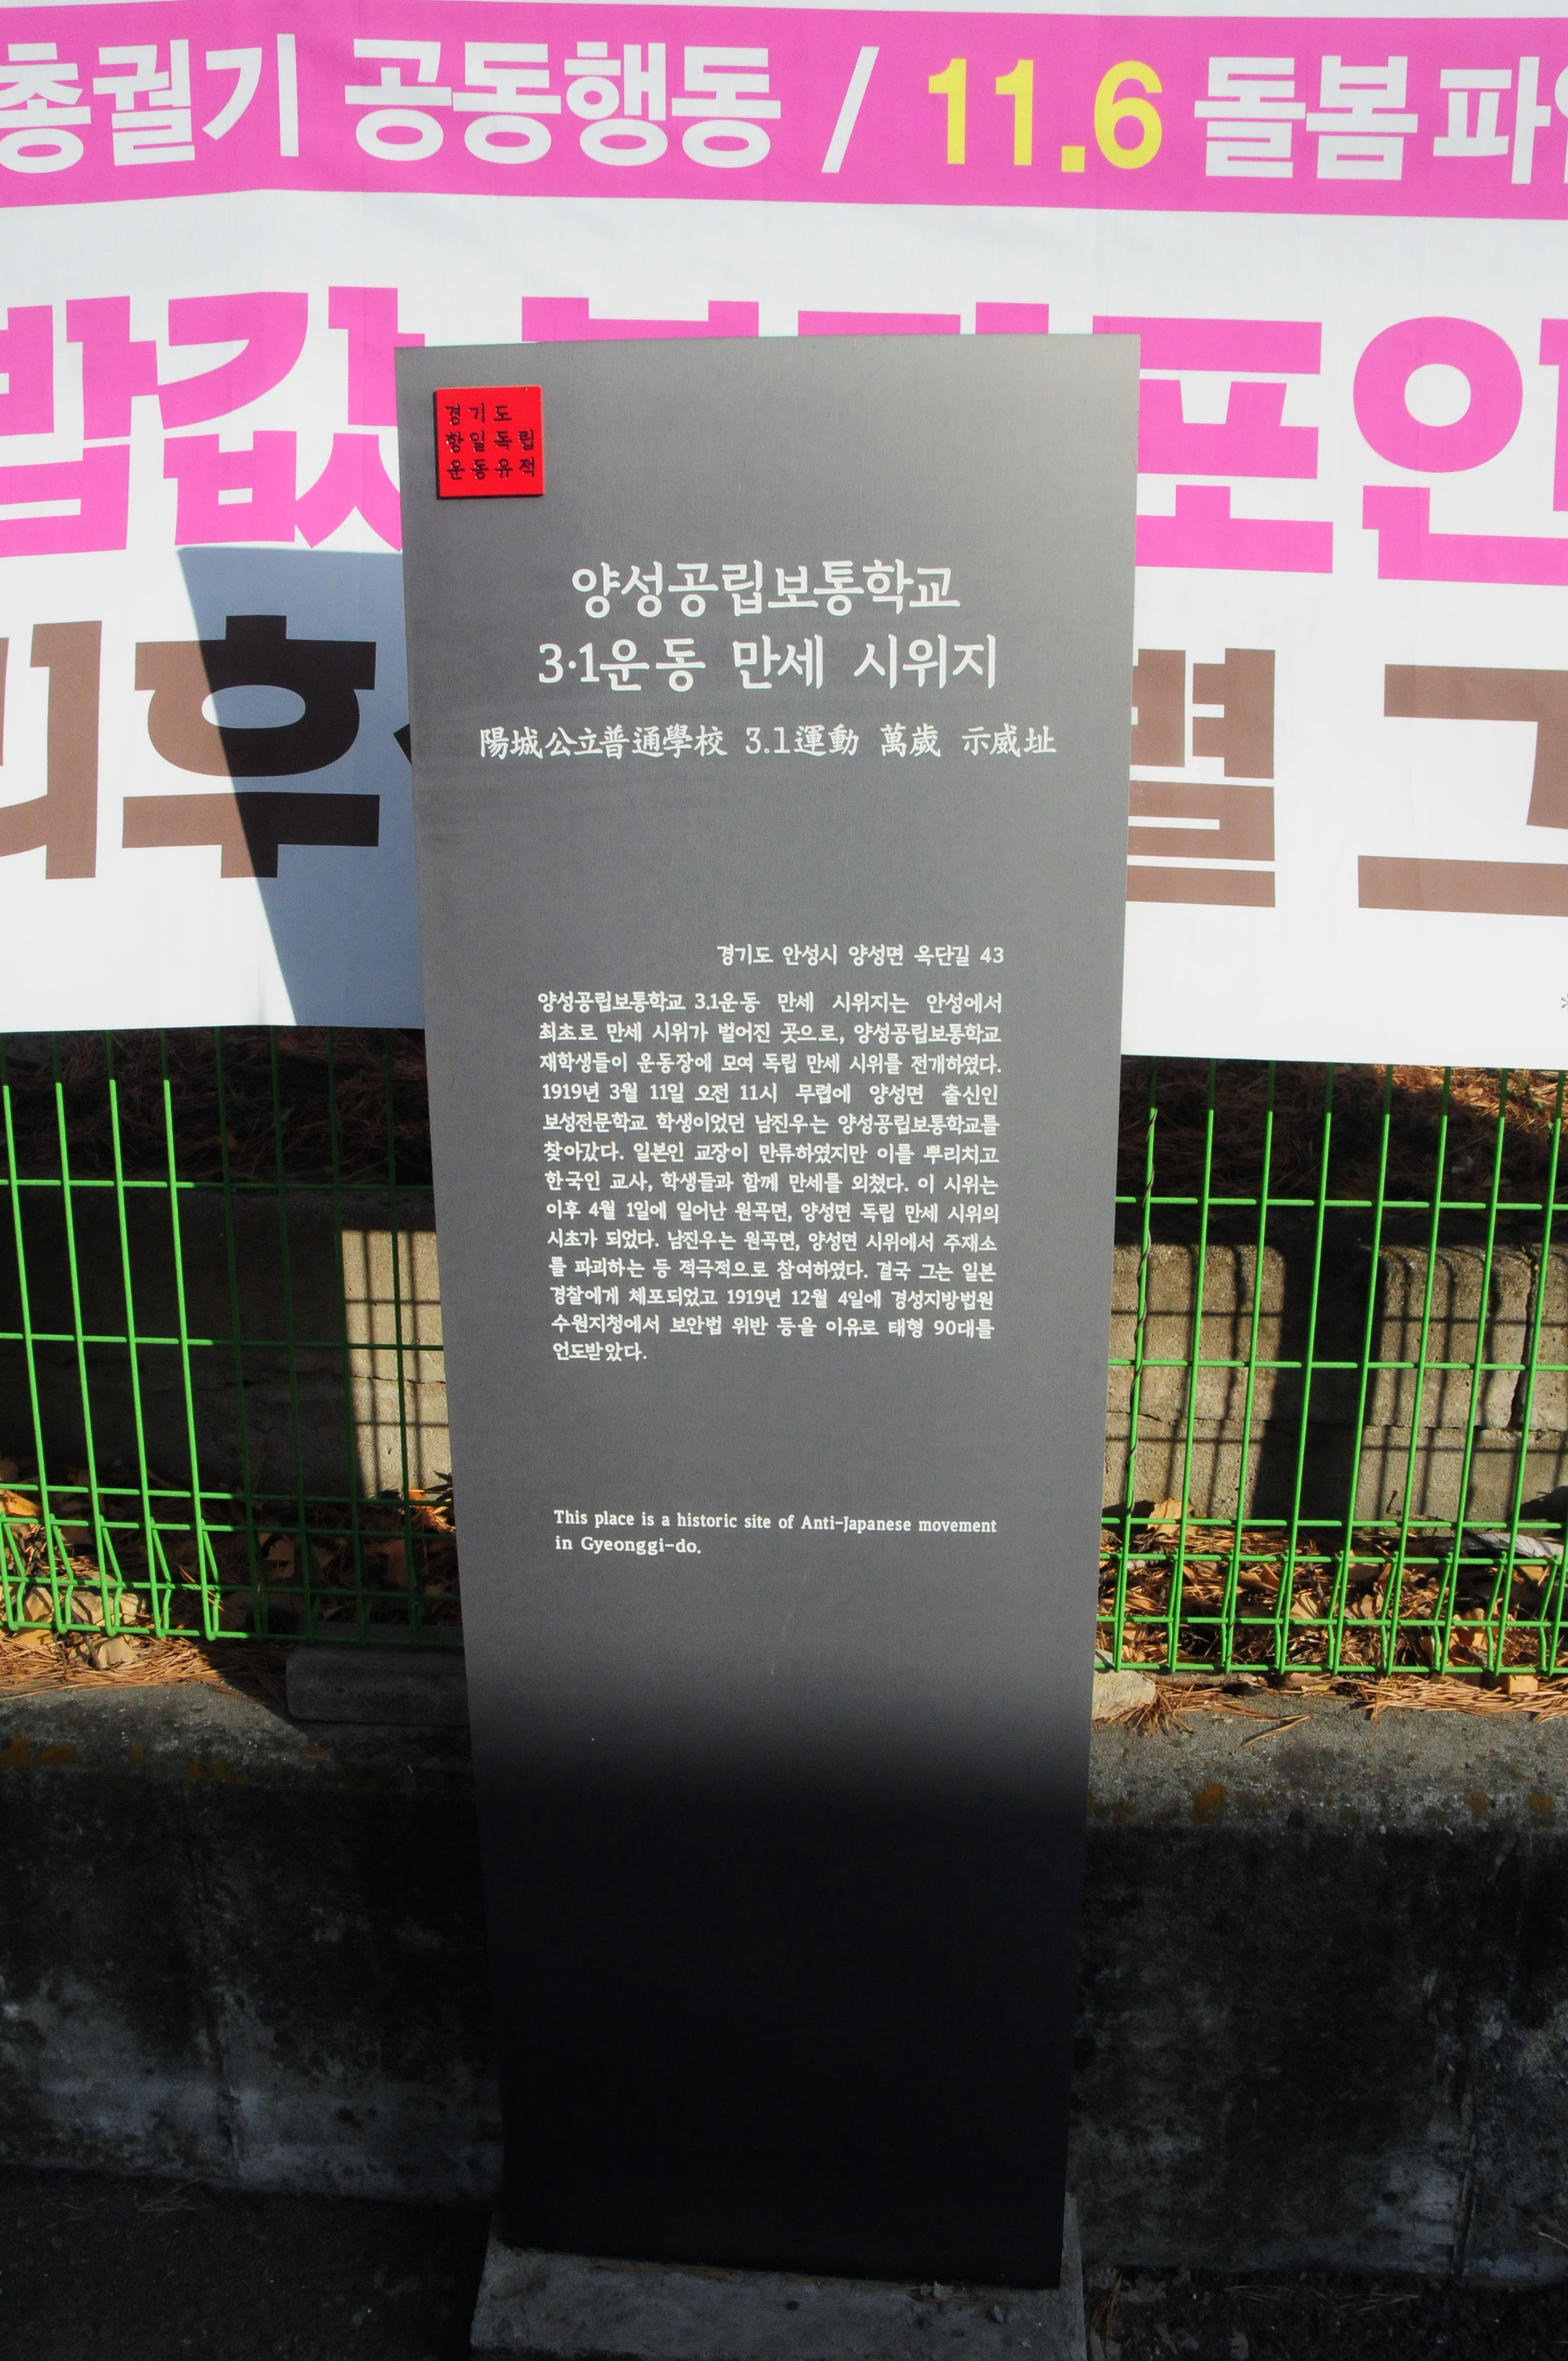 총궐기 공동행동 / 11.6 돌봄
밥값
후
별 그
경기도
항일독립
운동유적
양성공립보통학교
3·1운동 만세 시위지
陽城公立普通學校 3.1運動 萬歲 示威址
경기도 안성시 양성면 옥단길 43
양성공립보통학교 3.1운동 만세 시위지는 안성에서
최초로 만세 시위가 벌어진 곳으로, 양성공립보통학교
재학생들이 운동장에 모여 독립 만세 시위를 전개하였다.
1919년 3월 11일 오전 11시 무렵에 양성면 출신인
보성전문학교 학생이었던 남진우는 양성공립보통학교를
찾아갔다. 일본인 교장이 만류하였지만 이를 뿌리치고
한국인 교사, 학생들과 함께 만세를 외쳤다. 이 시위는
이후 4월 1일에 일어난 원곡면, 양성면 독립 만세 시위의
시초가 되었다. 남진우는 원곡면, 양성면 시위에서 주재소
를 파괴하는 등 적극적으로 참여하였다. 결국 그는 일본
경찰에게 체포되었고 1919년 12월 4일에 경성지방법원
수원지청에서 보안법 위반 등을 이유로 태형 90대를
언도받았다.
This place is a historic site of Anti-Japanese movement
in Gyeonggi-do.